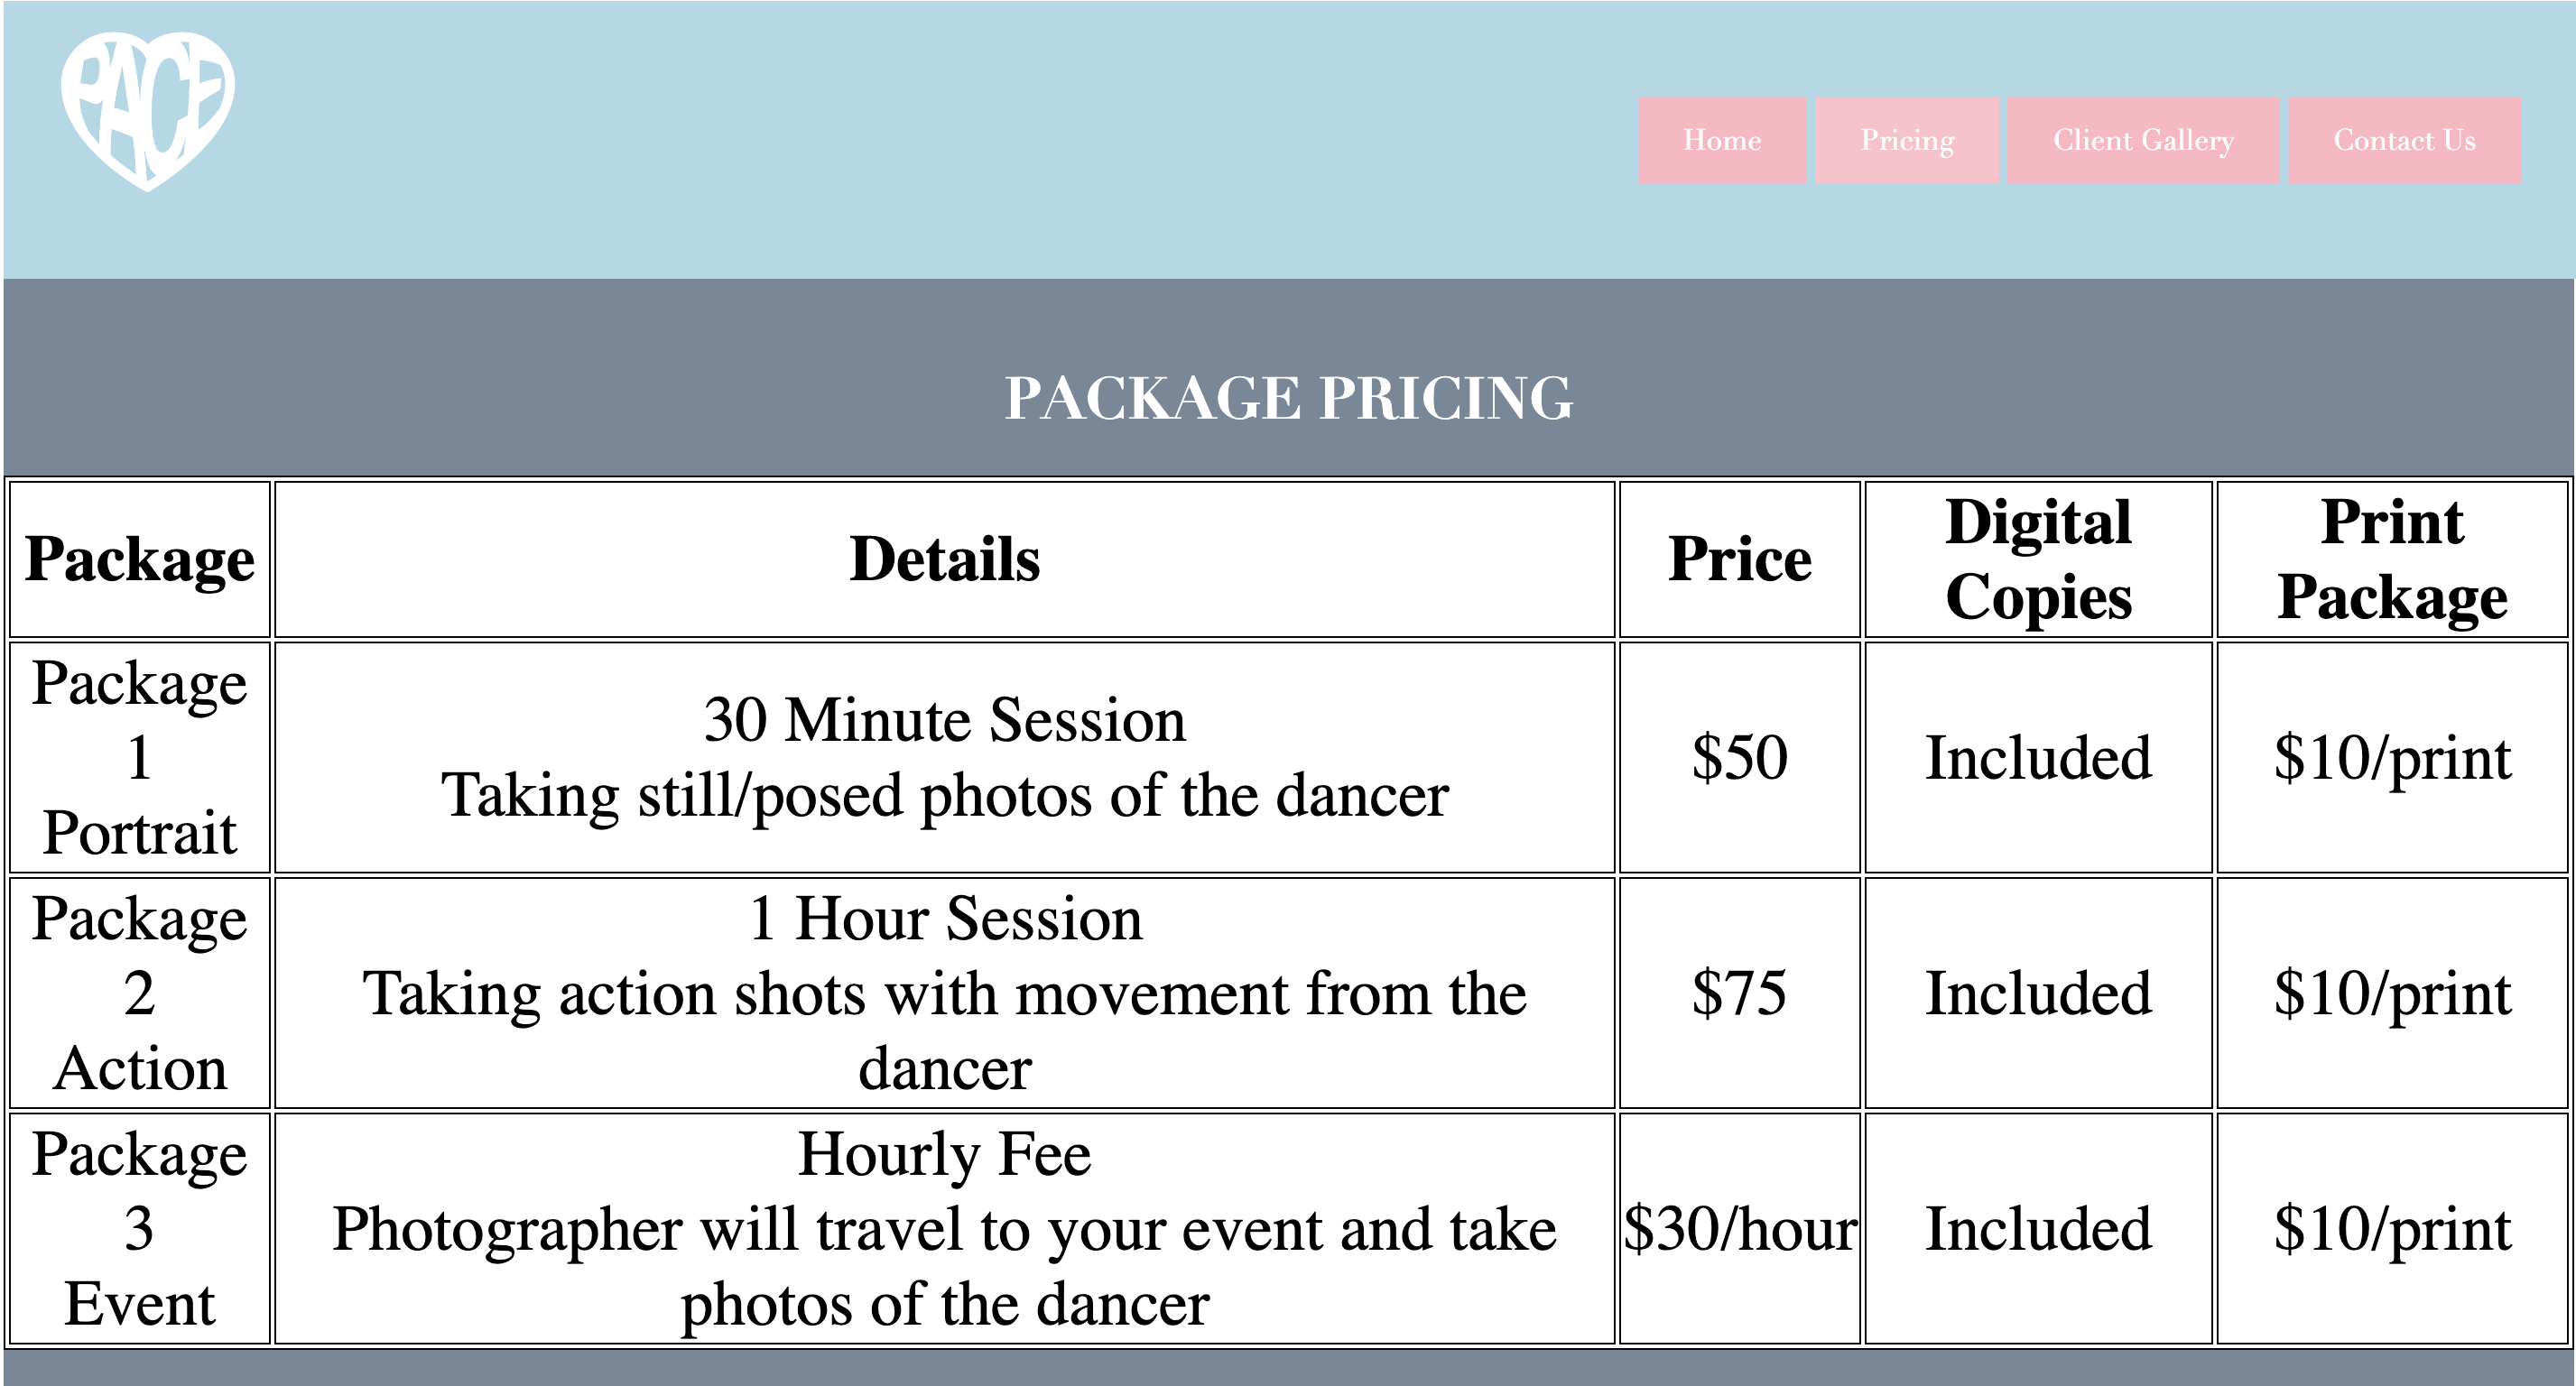 PACE
Home Pricing Client Gallery Contact Us
PACKAGE PRICING
Package Details Price Digital Copies Print Package
Package 1 Portrait
30 Minute Session
Taking still/posed photos of the dancer
$50
Included
$10/print
Package 2 Action
1 Hour Session
Taking action shots with movement from the
dancer
$75
Included
$10/print
Package 3 Event
Hourly Fee
Photographer will travel to your event and take
photos of the dancer
$30/hour
Included
$10/print